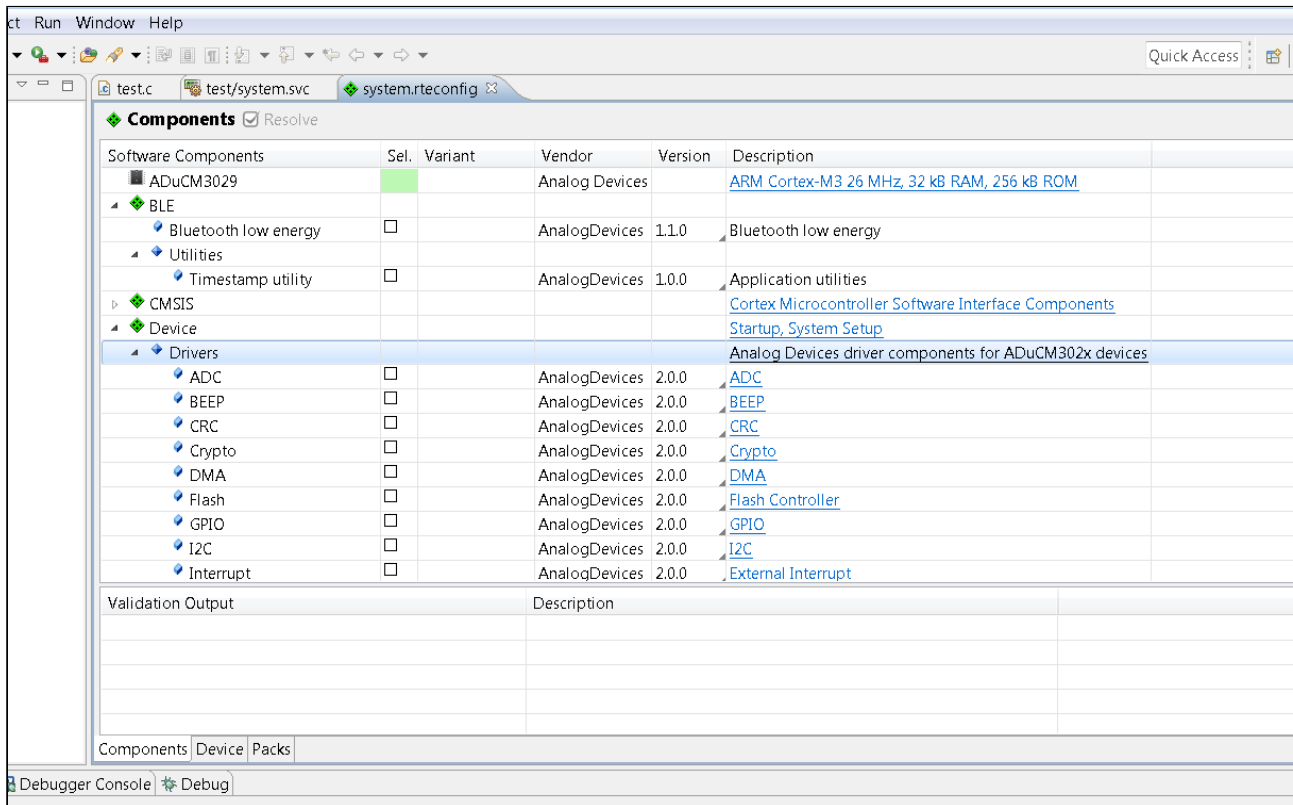 ct Run Window Help
Quick Access
test.c test/system.svc system.rteconfig
Components Resolve
Software Components Sel. Variant Vendor Version Description
ADuCM3029 Analog Devices ARM Cortex-M3 26 MHz, 32 kB RAM, 256 kB ROM
BLE
Bluetooth low energy AnalogDevices 1.1.0 Bluetooth low energy
Utilities
Timestamp utility AnalogDevices 1.0.0 Application utilities
CMSIS Cortex Microcontroller Software Interface Components
Device Startup, System Setup
Drivers Analog Devices driver components for ADuCM302x devices
ADC AnalogDevices 2.0.0 ADC
BEEP AnalogDevices 2.0.0 BEEP
CRC AnalogDevices 2.0.0 CRC
Crypto AnalogDevices 2.0.0 Crypto
DMA AnalogDevices 2.0.0 DMA
Flash AnalogDevices 2.0.0 Flash Controller
GPIO AnalogDevices 2.0.0 GPIO
I2C AnalogDevices 2.0.0 I2C
Interrupt AnalogDevices 2.0.0 External Interrupt
Validation Output Description
Components Device Packs
Debugger Console Debug